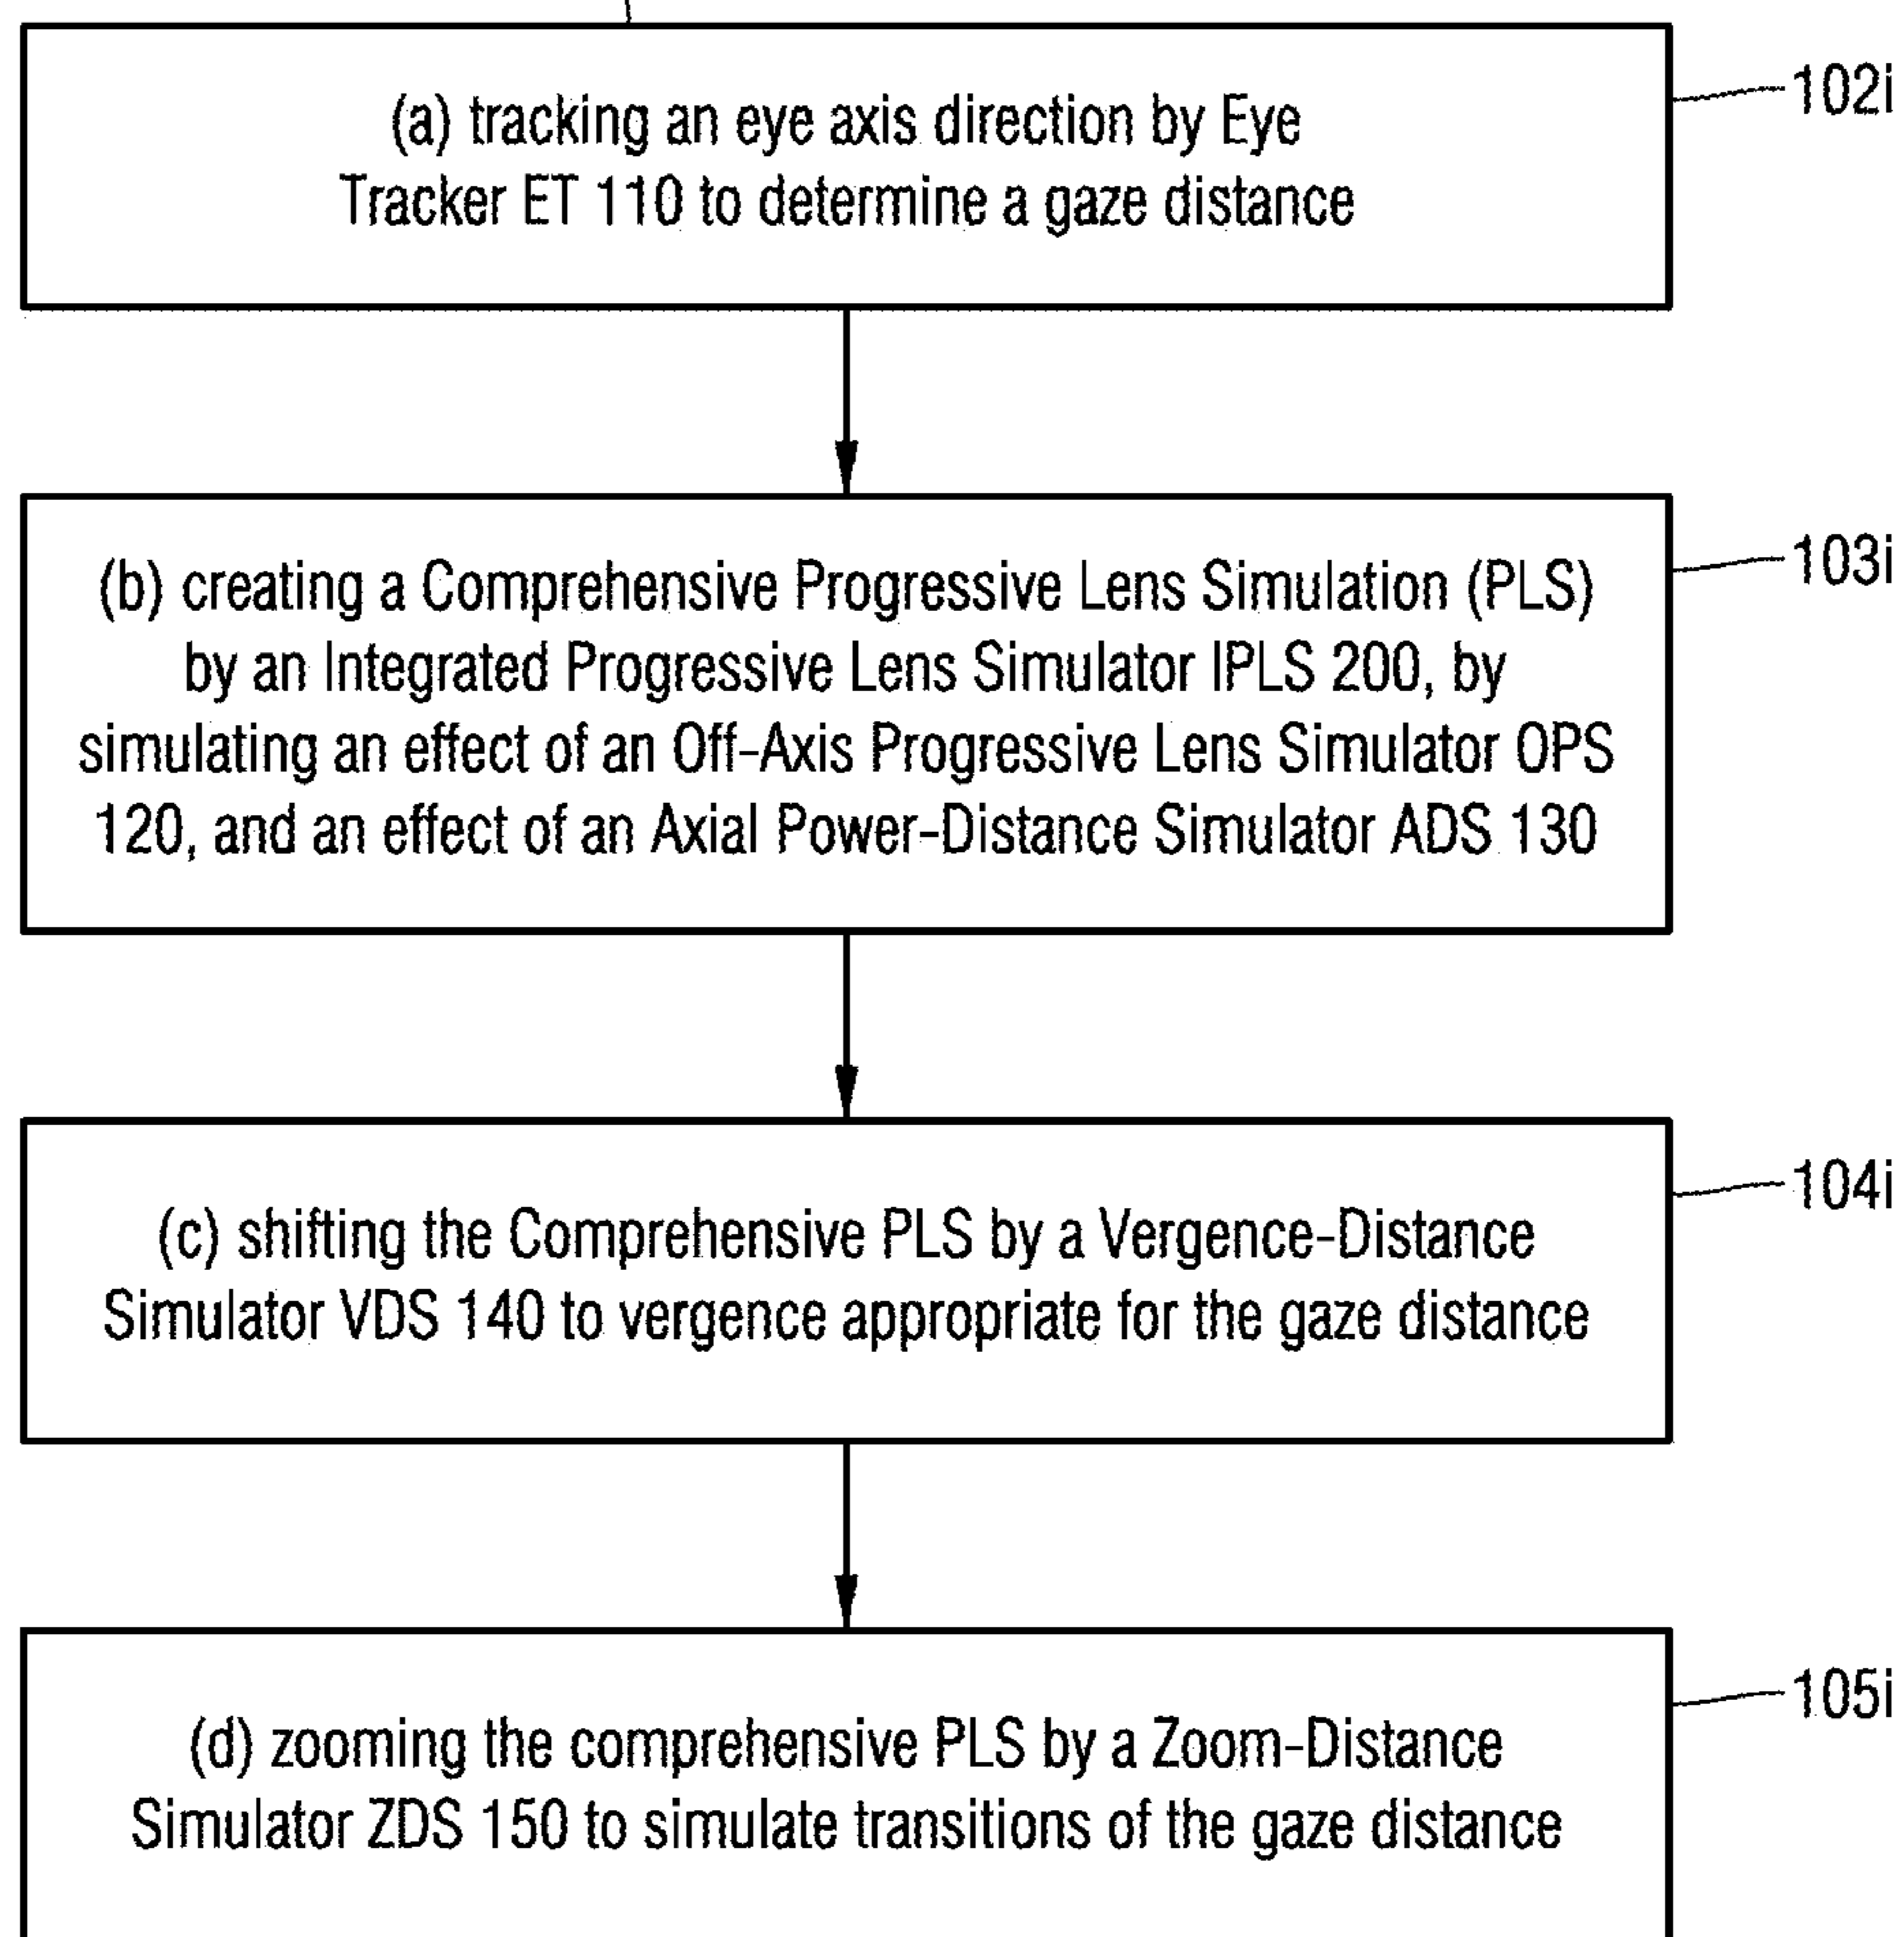 (a) tracking an eye axis direction by Eye
Tracker ET 110 to determine a gaze distance
102i
(b) creating a Comprehensive Progressive Lens Simulation (PLS)
by an Integrated Progressive Lens Simulator IPLS 200, by
simulating an effect of an Off-Axis Progressive Lens Simulator OPS
120, and an effect of an Axial Power-Distance Simulator ADS 130
103i
(c) shifting the Comprehensive PLS by a Vergence-Distance
Simulator VDS 140 to vergence appropriate for the gaze distance
104i
(d) zooming the comprehensive PLS by a Zoom-Distance
Simulator ZDS 150 to simulate transitions of the gaze distance
105i